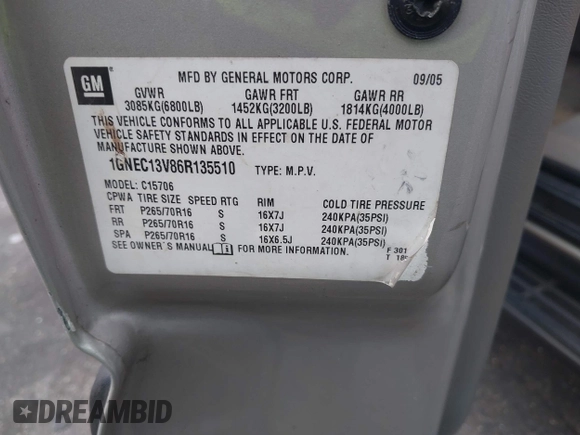 GM
MFD BY GENERAL MOTORS CORP. 09/05
GVWR GAWR FRT GAWR RR
3085KG(6800LB) 1452KG(3200LB) 1814KG(4000LB)
THIS VEHICLE CONFORMS TO ALL APPLICABLE U.S. FEDERAL MOTOR
VEHICLE SAFETY STANDARDS IN EFFECT ON THE DATE OF
MANUFACTURE SHOWN ABOVE.
1GNEC13V86R135510 TYPE: M.P.V.
MODEL: C15706
CPWA TIRE SIZE SPEED RTG RIM COLD TIRE PRESSURE
FRT P265/70R16 S 16X7J 240KPA(35PSI)
RR P265/70R16 S 16X7J 240KPA(35PSI)
SPA P265/70R16 S 16X6.5J 240KPA(35PSI)
SEE OWNER'S MANUAL FOR MORE INFORMATION.
F 301
T
DREAMBID